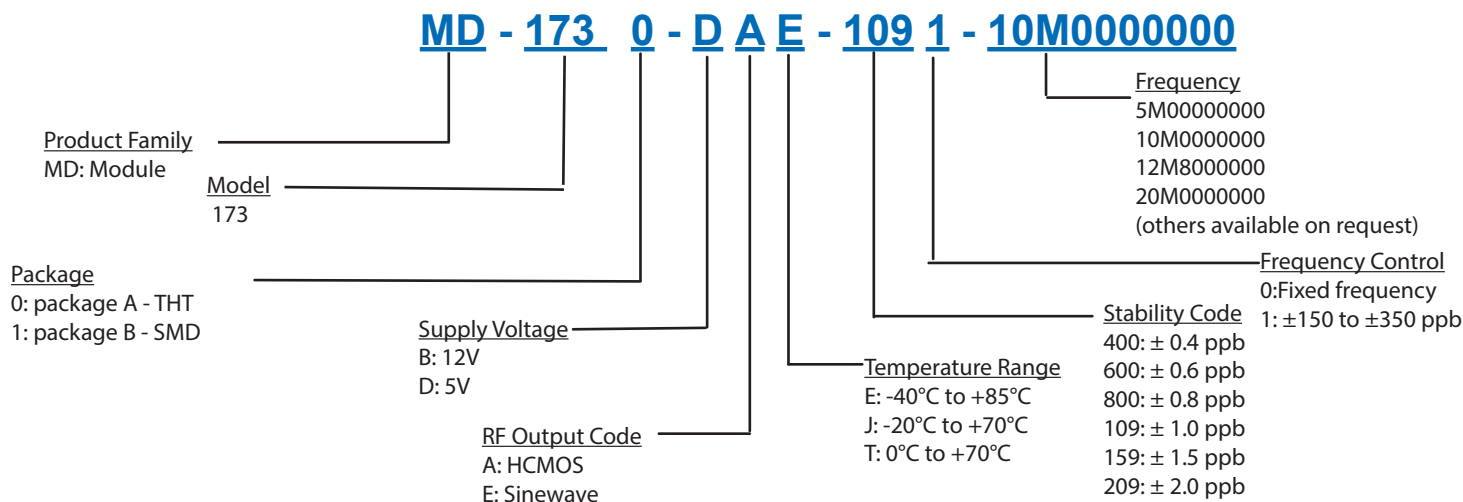 MD - 173 0 - D A E - 109 1 - 10M0000000
Product Family
MD: Module
Model
173
Package
0: package A - THT
1: package B - SMD
Supply Voltage
B: 12V
D: 5V
RF Output Code
A: HCMOS
E: Sinewave
Temperature Range
E: -40°C to +85°C
J: -20°C to +70°C
T: 0°C to +70°C
Stability Code
400: ± 0.4 ppb
600: ± 0.6 ppb
800: ± 0.8 ppb
109: ± 1.0 ppb
159: ± 1.5 ppb
209: ± 2.0 ppb
Frequency Control
0:Fixed frequency
1: ±150 to ±350 ppb
Frequency
5M00000000
10M0000000
12M8000000
20M0000000
(others available on request)